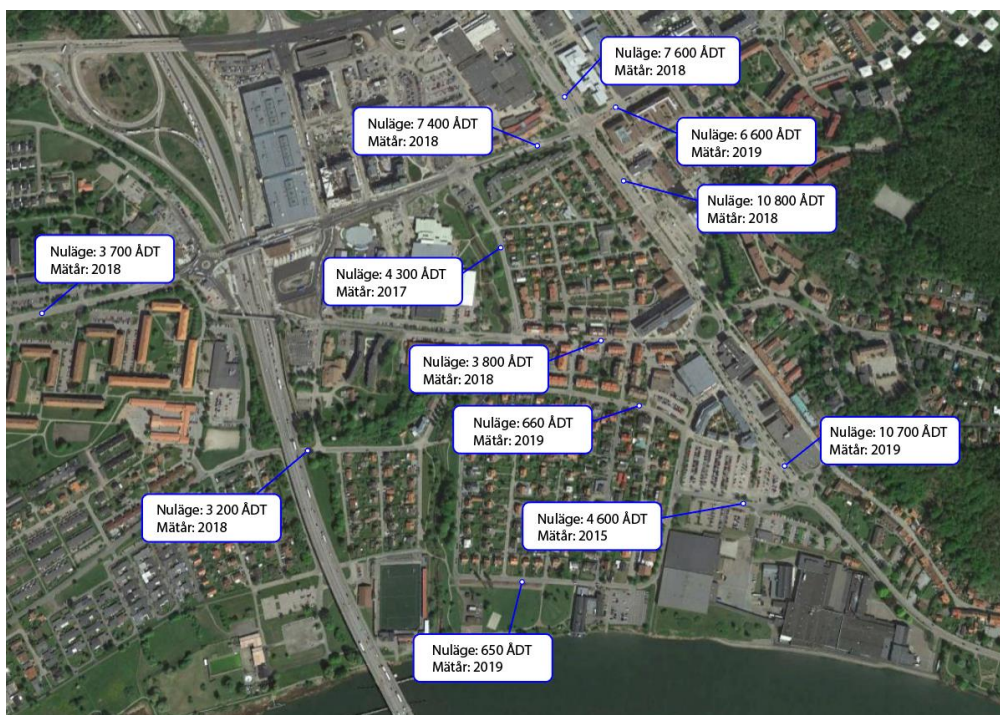 Nuläge: 7 600 ÅDT
Mätår: 2018
Nuläge: 7 400 ÅDT
Mätår: 2018
Nuläge: 6 600 ÅDT
Mätår: 2019
Nuläge: 10 800 ÅDT
Mätår: 2018
Nuläge: 3 700 ÅDT
Mätår: 2018
Nuläge: 4 300 ÅDT
Mätår: 2017
Nuläge: 3 800 ÅDT
Mätår: 2018
Nuläge: 660 ÅDT
Mätår: 2019
Nuläge: 10 700 ÅDT
Mätår: 2019
Nuläge: 3 200 ÅDT
Mätår: 2018
Nuläge: 4 600 ÅDT
Mätår: 2015
Nuläge: 650 ÅDT
Mätår: 2019